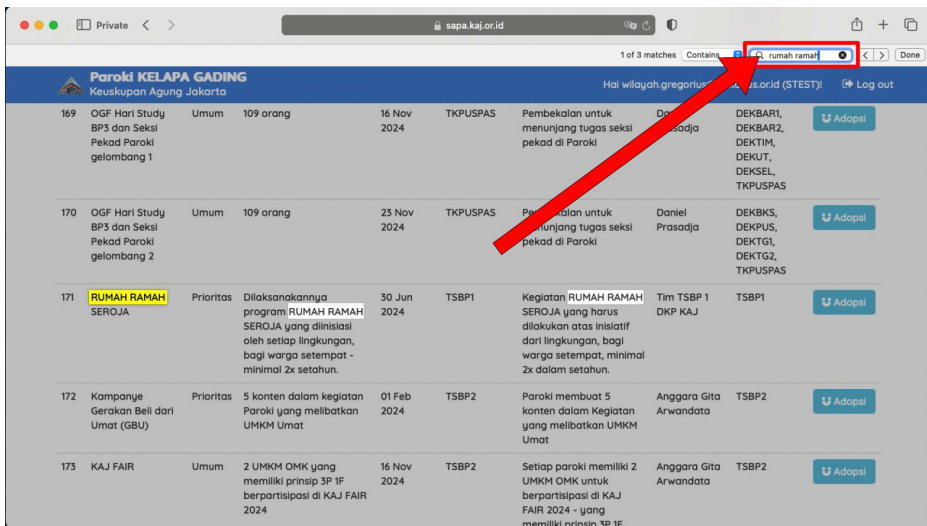 Private
sapa.kaj.or.id
1 of 3 matches Contains rumah ramah Done
Paroki KELAPA GADING
Keuskupan Agung Jakarta
Hai wilayah.gregorius or.id (STEST)! Log out
169 OGF Hari Study Umum 109 orang 16 Nov TKPUSPAS Pembekalan untuk DEKBAR1, Adopsi
BP3 dan Seksi 2024 menunjang tugas seksi DEKBAR2,
Pekad Paroki pekad di Paroki DEKTIM,
gelombang 1 DEKUT,
DEKSEL,
TKPUSPAS
170 OGF Hari Study Umum 109 orang 23 Nov TKPUSPAS untuk Daniel DEKBKS, Adopsi
BP3 dan Seksi 2024 tugas seksi Prasadja DEKPUS,
Pekad Paroki pekad di Paroki DEKTG1,
gelombang 2 DEKTG2,
TKPUSPAS
171 RUMAH RAMAH Prioritas Dilaksanakannya 30 Jun TSBP1 Kegiatan RUMAH RAMAH Tim TSBP 1 TSBP1 Adopsi
SEROJA program RUMAH RAMAH 2024 SEROJA yang harus DKP KAJ
SEROJA yang diinisiasi dilakukan atas inisiatif
oleh setiap lingkungan, dari lingkungan, bagi
bagi warga setempat - warga setempat, minimal
minimal 2x setahun. 2x dalam setahun.
172 Kampanye Prioritas 5 konten dalam kegiatan 01 Feb TSBP2 Paroki membuat 5 Anggara Gita TSBP2 Adopsi
Gerakan Beli dari Paroki yang melibatkan 2024 konten dalam Kegiatan Arwandata
Umat (GBU) UMKM Umat yang melibatkan UMKM
Umat
173 KAJ FAIR Umum 2 UMKM OMK yang 16 Nov TSBP2 Setiap paroki memiliki 2 Anggara Gita TSBP2 Adopsi
memiliki prinsip 3P 1F 2024 UMKM OMK untuk Arwandata
berpartisipasi di KAJ FAIR berpartisipasi di KAJ
2024 FAIR 2024 - yang
memiliki prinsip 3P 1F